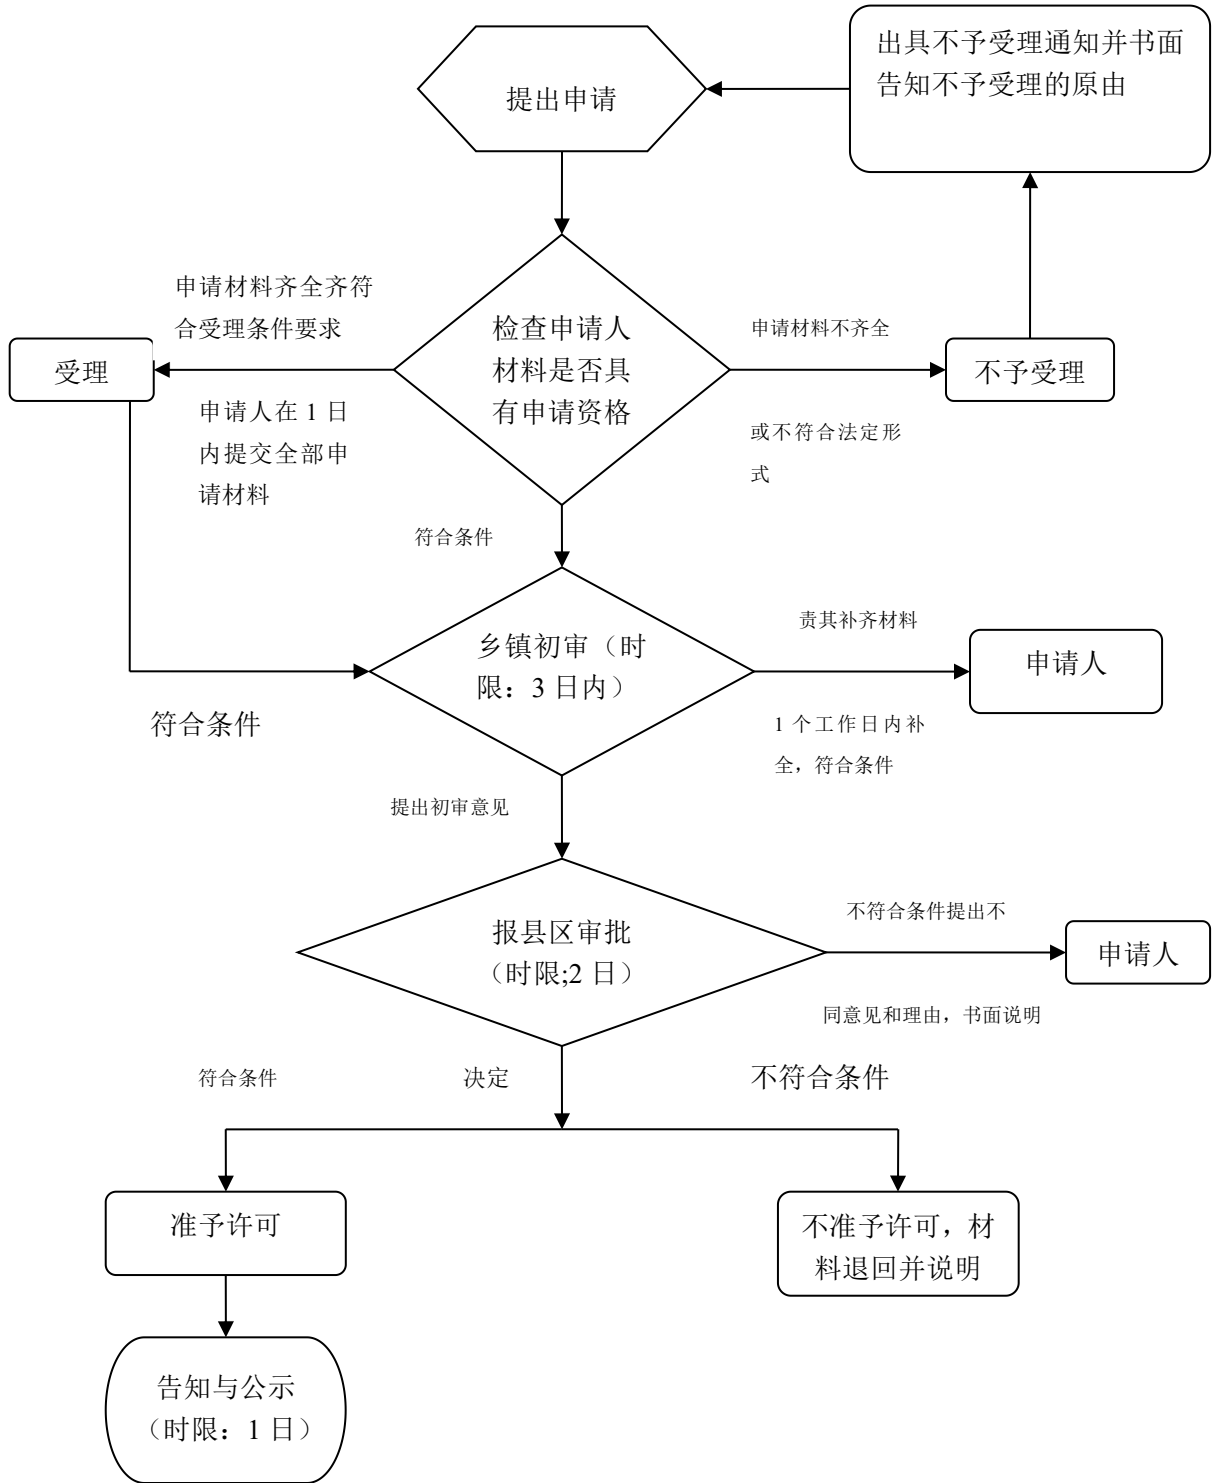 出具不予受理通知并书面
告知不予受理的原由
提出申请
申请材料齐全齐符
合受理条件要求
检查申请人
材料是否具
有申请资格
申请材料不齐全
受理
不予受理
申请人在 1 日
内提交全部申
请材料
或不符合法定形
式
符合条件
乡镇初审（时
限：3 日内）
责其补齐材料
申请人
符合条件
1 个工作日内补
全，符合条件
提出初审意见
报县区审批
（时限;2 日）
不符合条件提出不
申请人
同意见和理由，书面说明
符合条件
决定
不符合条件
准予许可
不准予许可，材
料退回并说明
告知与公示
（时限：1 日）